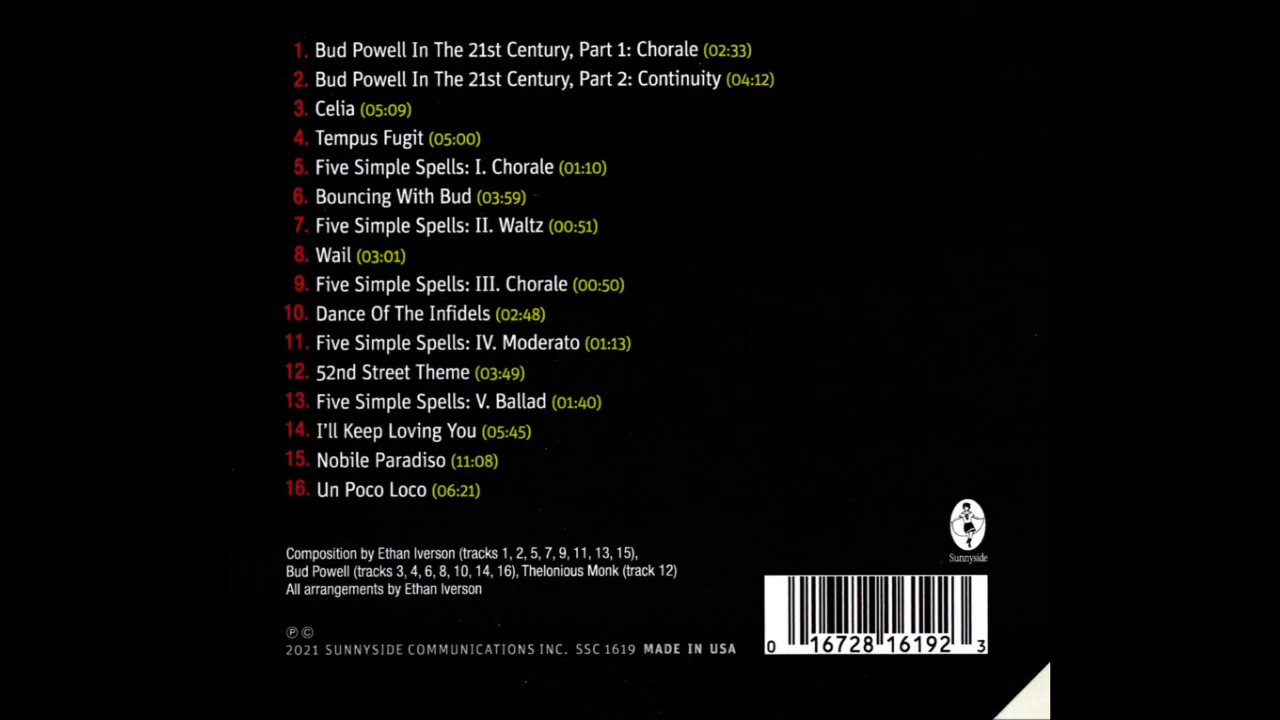 1. Bud Powell In The 21st Century, Part 1: Chorale (02:33)
2. Bud Powell In The 21st Century, Part 2: Continuity (04:12)
3. Celia (05:09)
4. Tempus Fugit (05:00)
5. Five Simple Spells: I. Chorale (01:10)
6. Bouncing With Bud (03:59)
7. Five Simple Spells: II. Waltz (00:51)
8. Wail (03:01)
9. Five Simple Spells: III. Chorale (00:50)
10. Dance Of The Infidels (02:48)
11. Five Simple Spells: IV. Moderato (01:13)
12. 52nd Street Theme (03:49)
13. Five Simple Spells: V. Ballad (01:40)
14. I'll Keep Loving You (05:45)
15. Nobile Paradiso (11:08)
16. Un Poco Loco (06:21)
Sunnyside
Composition by Ethan Iverson (tracks 1, 2, 5, 7, 9, 11, 13, 15),
Bud Powell (tracks 3, 4, 6, 8, 10, 14, 16), Thelonious Monk (track 12)
All arrangements by Ethan Iverson
℗ ©
2021 SUNNYSIDE COMMUNICATIONS INC. SSC 1619 MADE IN USA
0 16728 16192 3